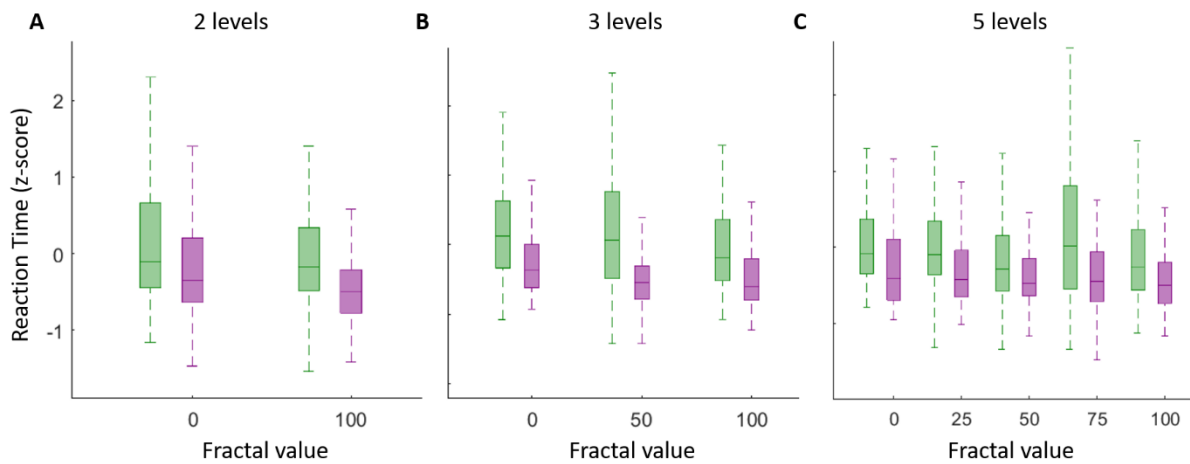 A 2 levels
B 3 levels
C 5 levels
Reaction Time (z-score)
2
1
0
-1
0 100
Fractal value
0 50 100
Fractal value
0 25 50 75 100
Fractal value